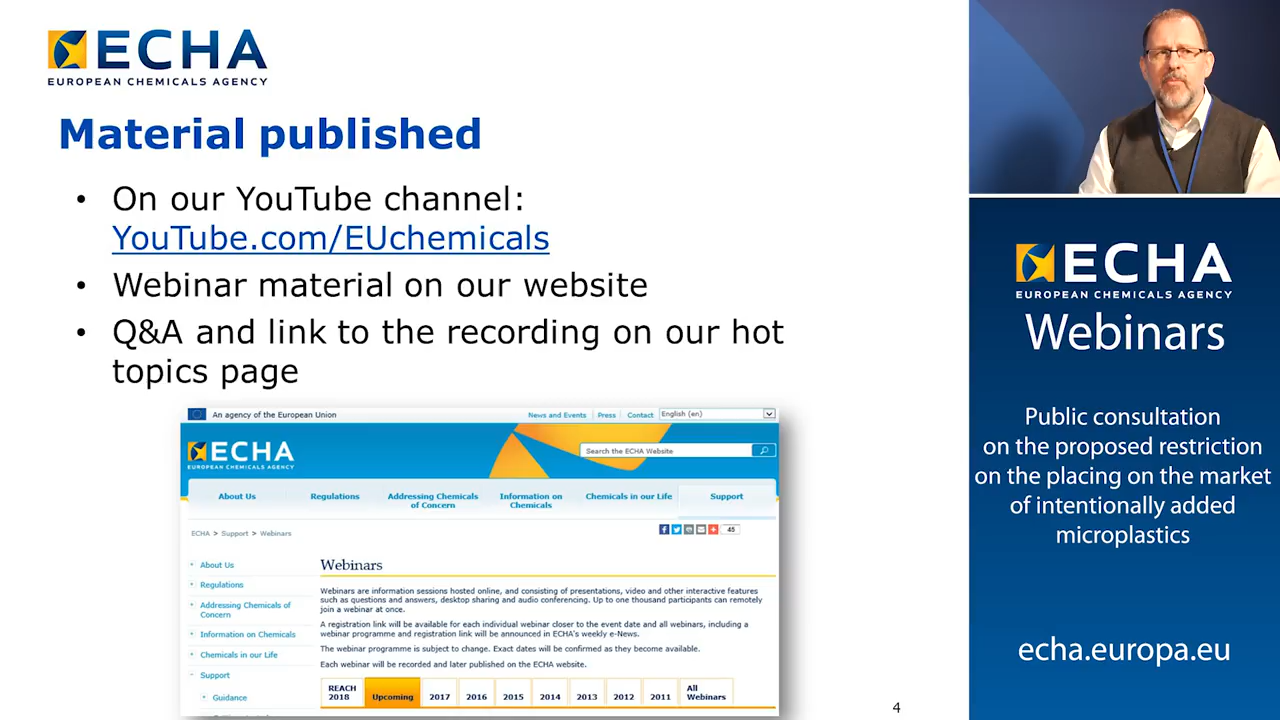 ECHA
EUROPEAN CHEMICALS AGENCY
Material published
• On our YouTube channel:
YouTube.com/EUchemicals
• Webinar material on our website
• Q&A and link to the recording on our hot
topics page
An agency of the European Union
News and Events Press Contact English (en)
ECHA
EUROPEAN CHEMICALS AGENCY
Search the ECHA Website
About Us Regulations Addressing Chemicals of Concern Information on Chemicals Chemicals in our Life Support
45
ECHA > Support > Webinars
About Us
Regulations
Addressing Chemicals of
Concern
Information on Chemicals
Chemicals in our Life
Support
Guidance
Webinars
Webinars are information sessions hosted online, and consisting of presentations, video and other interactive features
such as questions and answers, desktop sharing and audio conferencing. Up to one thousand participants can remotely
join a webinar at once.
A registration link will be available for each individual webinar closer to the event date and all webinars, including a
webinar programme and registration link will be announced in ECHA's weekly e-News.
The webinar programme is subject to change. Exact dates will be confirmed as they become available.
Each webinar will be recorded and later published on the ECHA website.
REACH 2018 Upcoming 2017 2016 2015 2014 2013 2012 2011 All Webinars
4
ECHA
EUROPEAN CHEMICALS AGENCY
Webinars
Public consultation
on the proposed restriction
on the placing on the market
of intentionally added
microplastics
echa.europa.eu